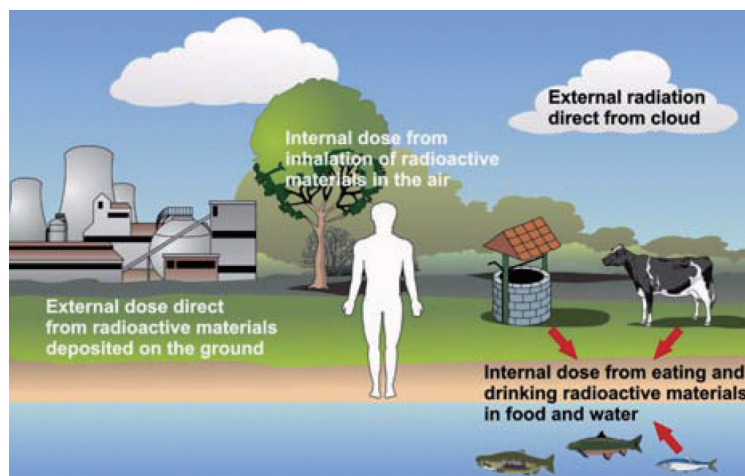 External radiation
direct from cloud
Internal dose from
inhalation of radioactive
materials in the air
External dose direct
from radioactive materials
deposited on the ground
Internal dose from eating and
drinking radioactive materials
in food and water